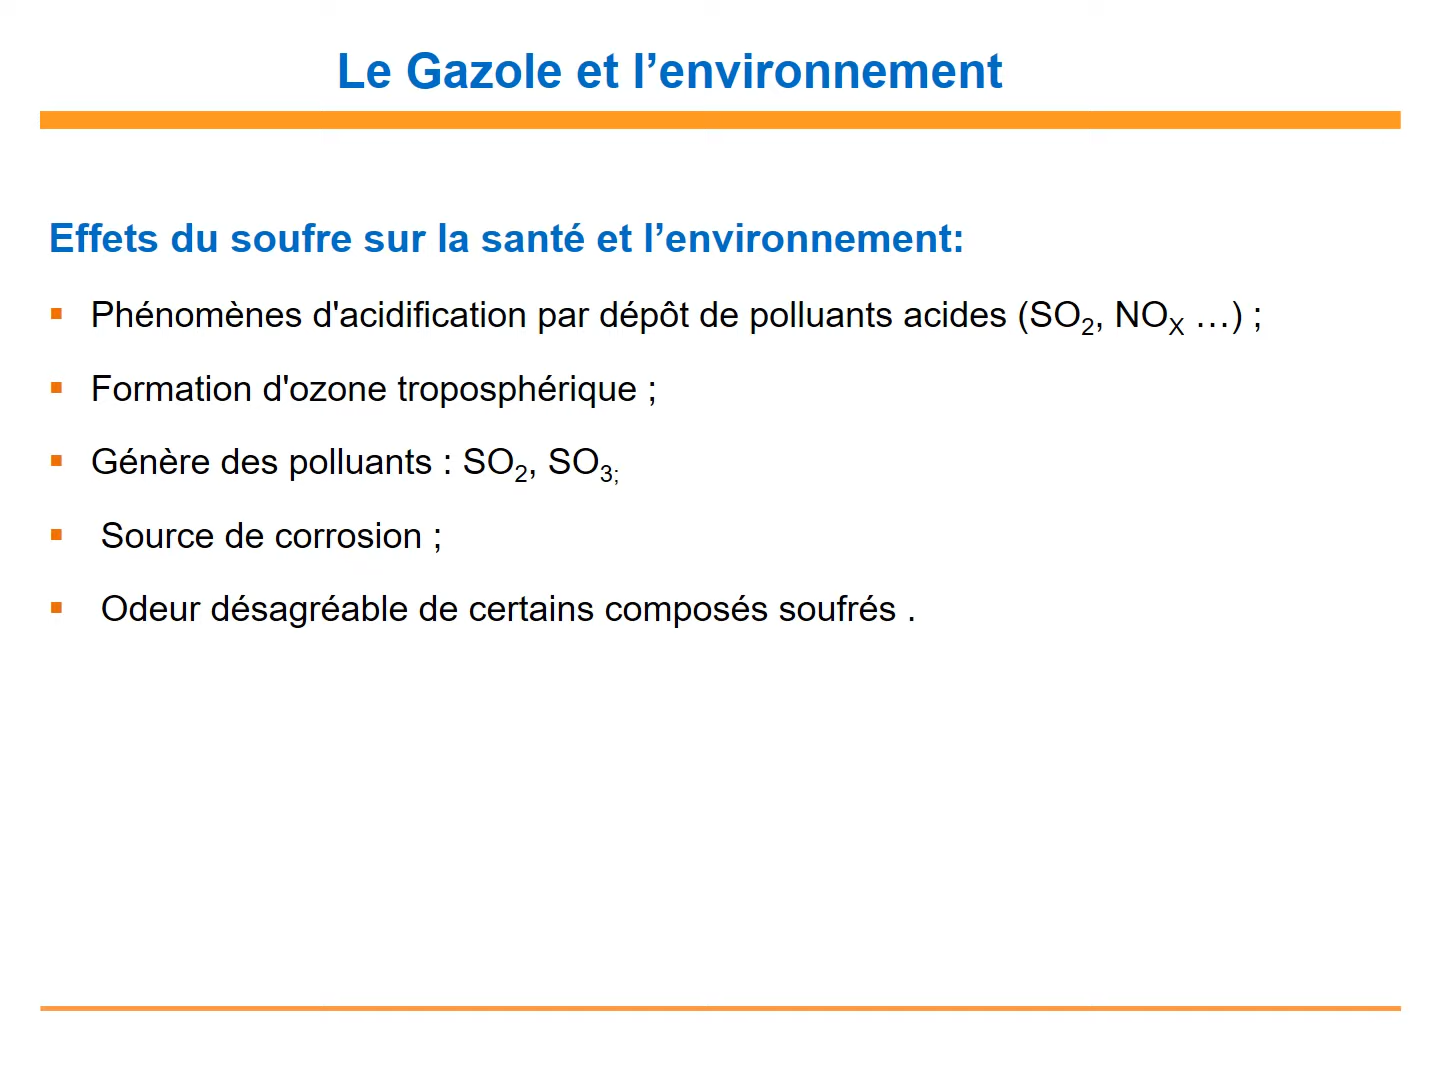 Le Gazole et l’environnement
Effets du soufre sur la santé et l’environnement:
▪ Phénomènes d'acidification par dépôt de polluants acides (SO₂, NOX …) ;
▪ Formation d'ozone troposphérique ;
▪ Génère des polluants : SO₂, SO₃;
▪ Source de corrosion ;
▪ Odeur désagréable de certains composés soufrés .